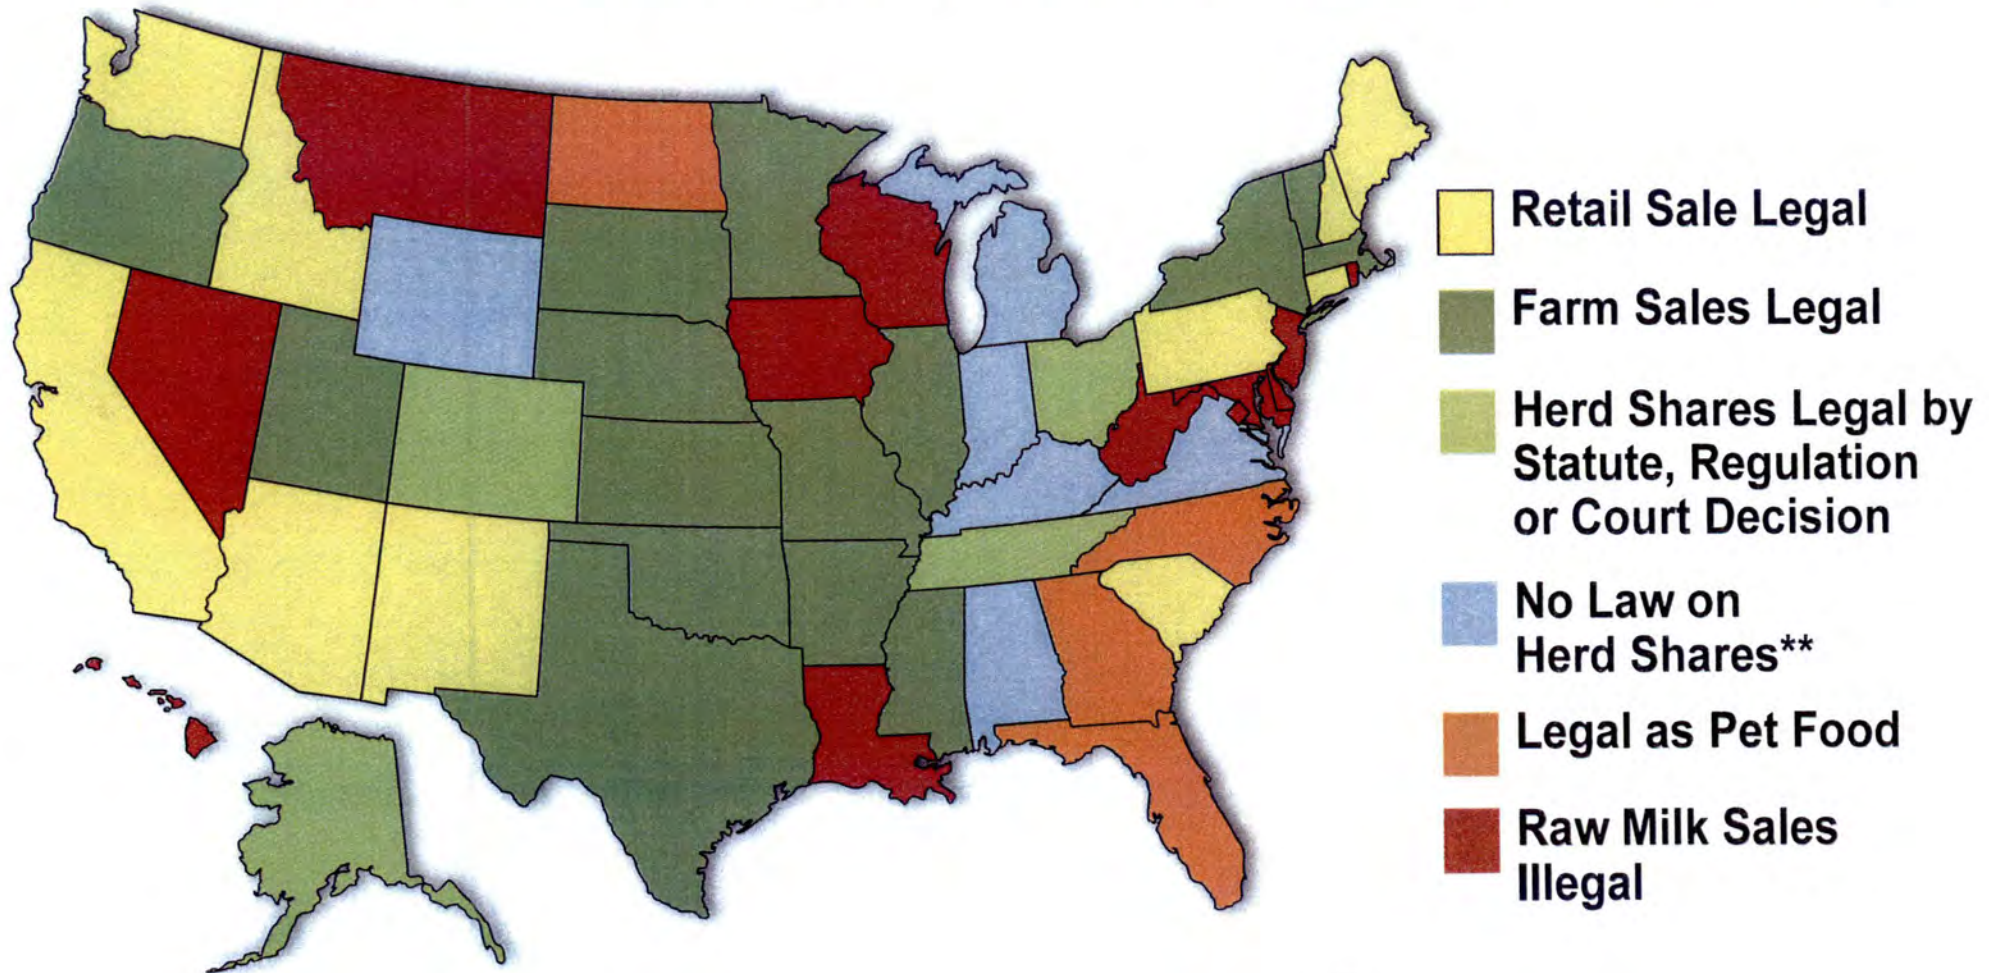 Retail Sale Legal
Farm Sales Legal
Herd Shares Legal by
Statute, Regulation
or Court Decision
No Law on
Herd Shares**
Legal as Pet Food
Raw Milk Sales
Illegal